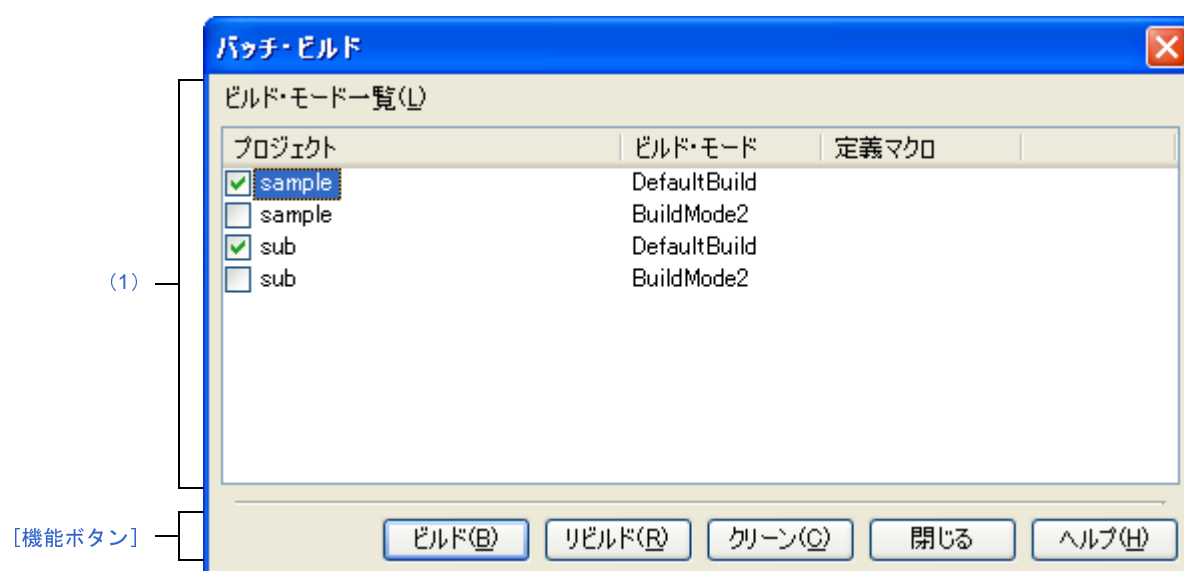 バッチ・ビルド
ビルド・モード一覧(L)
プロジェクト ビルド・モード 定義マクロ
sample DefaultBuild
sample BuildMode2
sub DefaultBuild
(1) sub BuildMode2
[機能ボタン] ビルド(B) リビルド(R) クリーン(C) 閉じる ヘルプ(H)